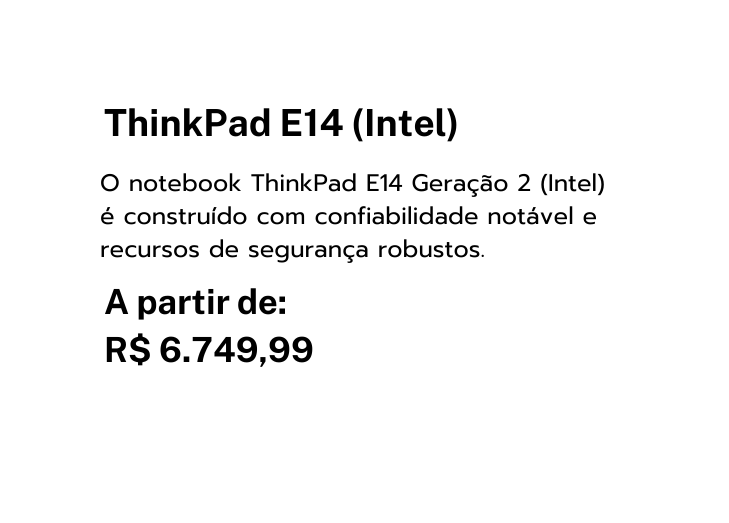 ThinkPad E14 (Intel)
O notebook ThinkPad E14 Geração 2 (Intel)
é construído com confiabilidade notável e
recursos de segurança robustos.
A partir de:
R$ 6.749,99